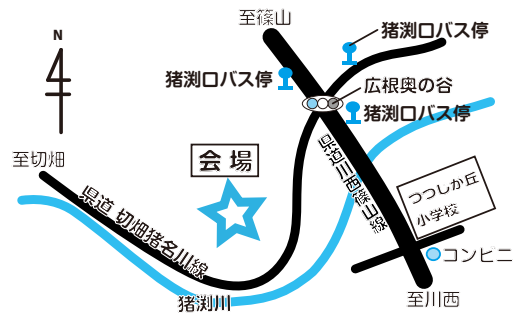 至篠山
猪渕口バス停
N
猪渕口バス停
広根奥の谷
猪渕口バス停
会場
至切畑
県道川西篠山線
つつじが丘
小学校
県道 切畑猪名川線
コンビニ
猪渕川
至川西